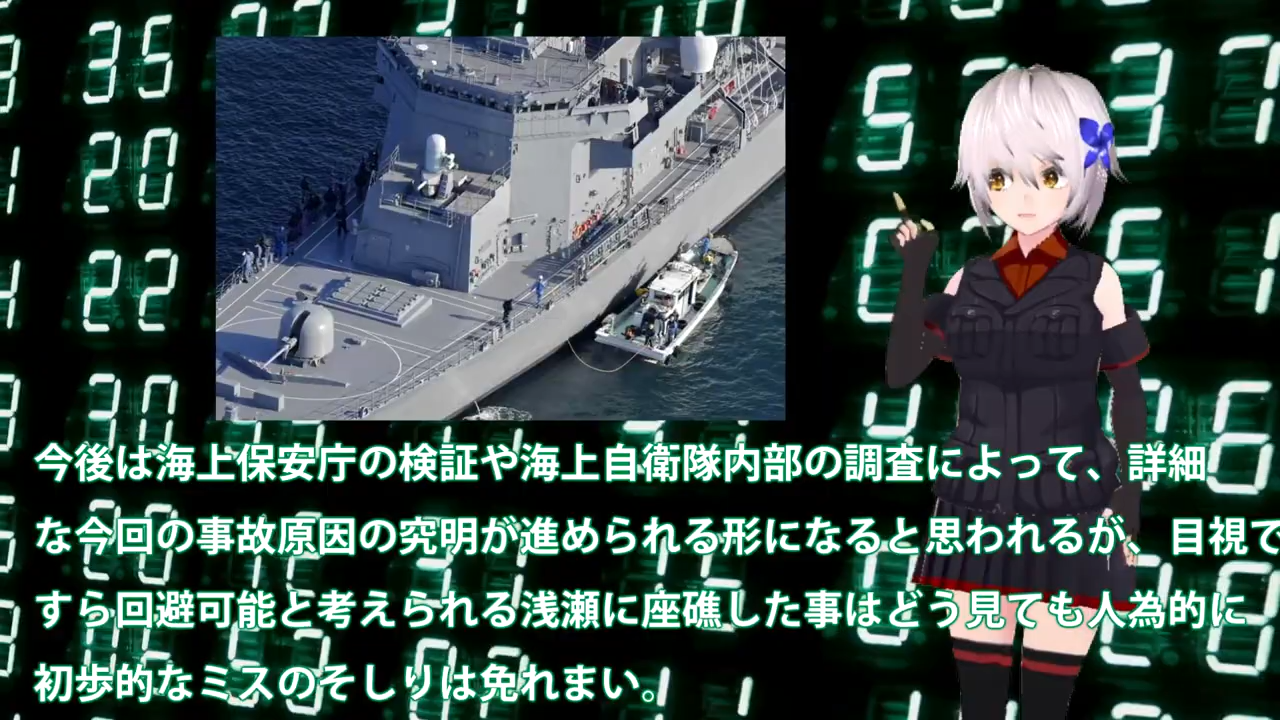 今後は海上保安庁の検証や海上自衛隊内部の調査によって、詳細
な今回の事故原因の究明が進められる形になると思われるが、目視で
すら回避可能と考えられる浅瀬に座礁した事はどう見ても人為的に
初歩的なミスのそしりは免れまい。